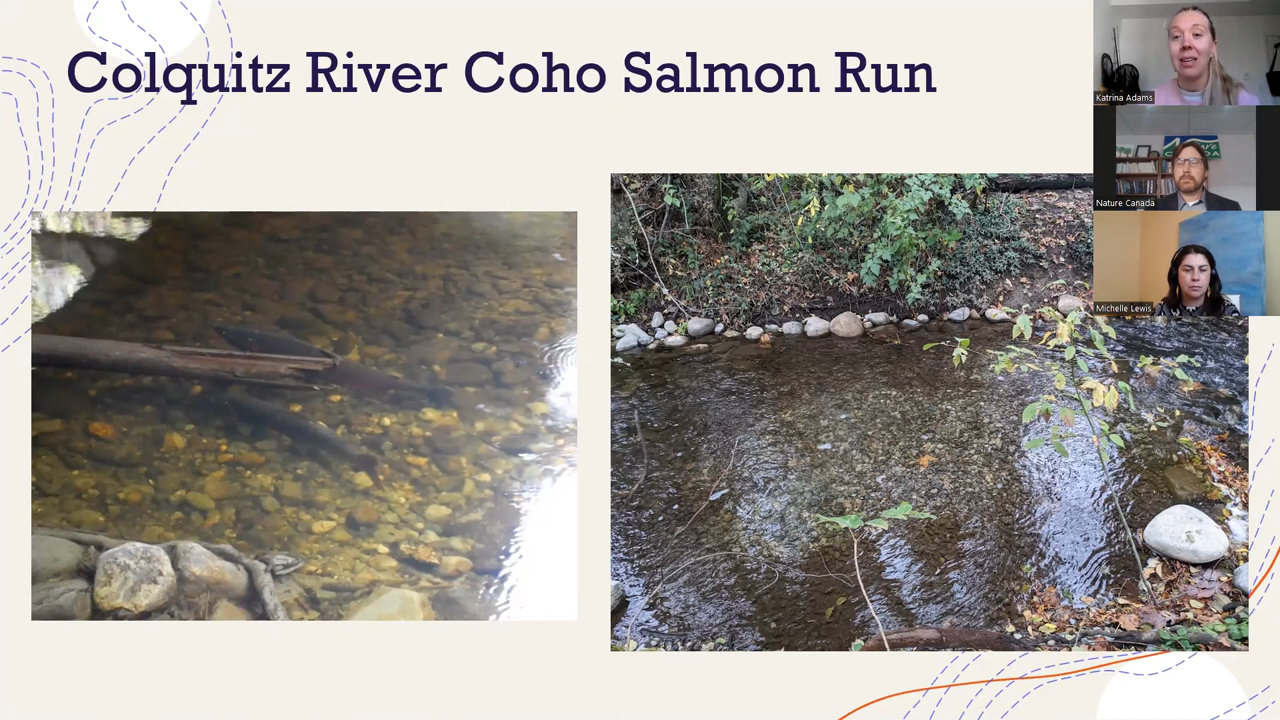 Colquitz River Coho Salmon Run
Katrina Adams
Nature Canada
Michelle Lewis